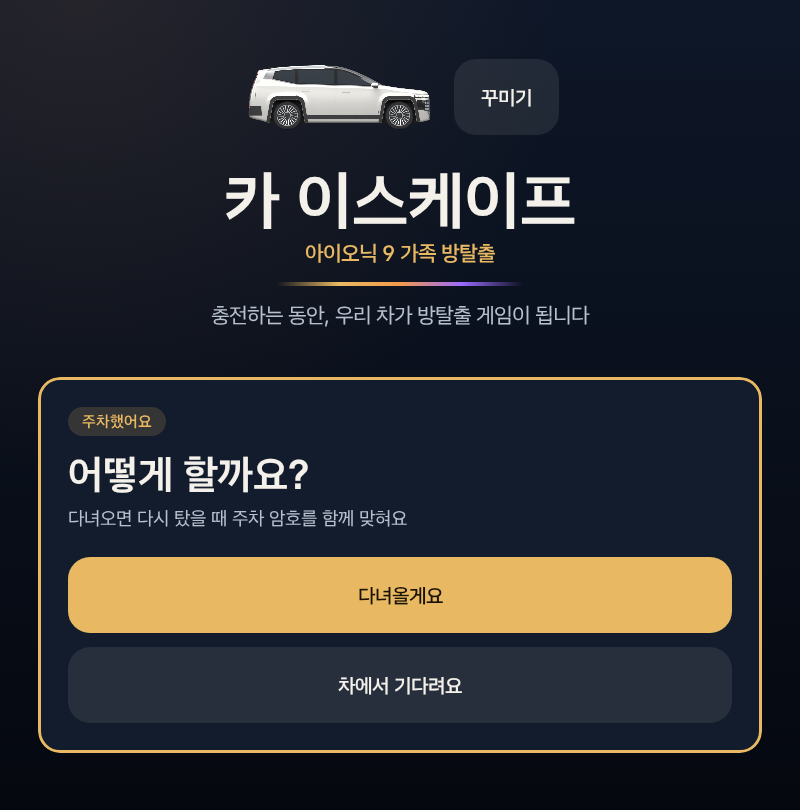 꾸미기
카 이스케이프
아이오닉 9 가족 방탈출
충전하는 동안, 우리 차가 방탈출 게임이 됩니다
주차했어요
어떻게 할까요?
다녀오면 다시 탔을 때 주차 암호를 함께 맞혀요
다녀올게요
차에서 기다려요